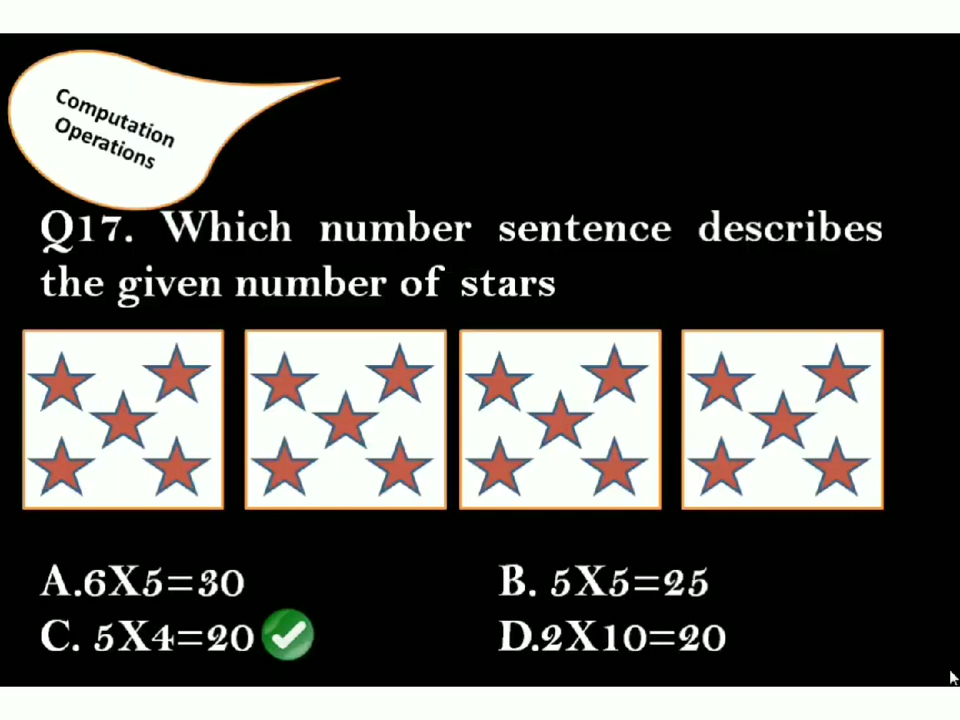 Computation
Operations
Q17. Which number sentence describes
the given number of stars
A.6X5=30
B. 5X5=25
C. 5X4=20
D.2X10=20